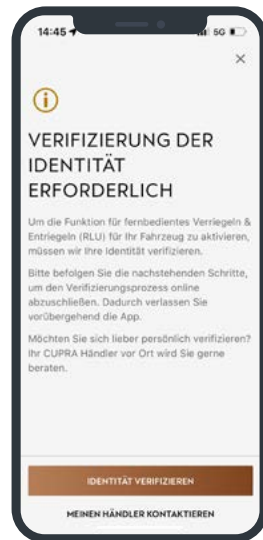 14:45
5G
VERIFIZIERUNG DER
IDENTITÄT
ERFORDERLICH
Um die Funktion für fernbedientes Verriegeln &
Entriegeln (RLU) für Ihr Fahrzeug zu aktivieren,
müssen wir Ihre Identität verifizieren.
Bitte befolgen Sie die nachstehenden Schritte,
um den Verifizierungsprozess online
abzuschließen. Dadurch verlassen Sie
vorübergehend die App.
Möchten Sie sich lieber persönlich verifizieren?
Ihr CUPRA Händler vor Ort wird Sie gerne
beraten.
IDENTITÄT VERIFIZIEREN
MEINEN HÄNDLER KONTAKTIEREN